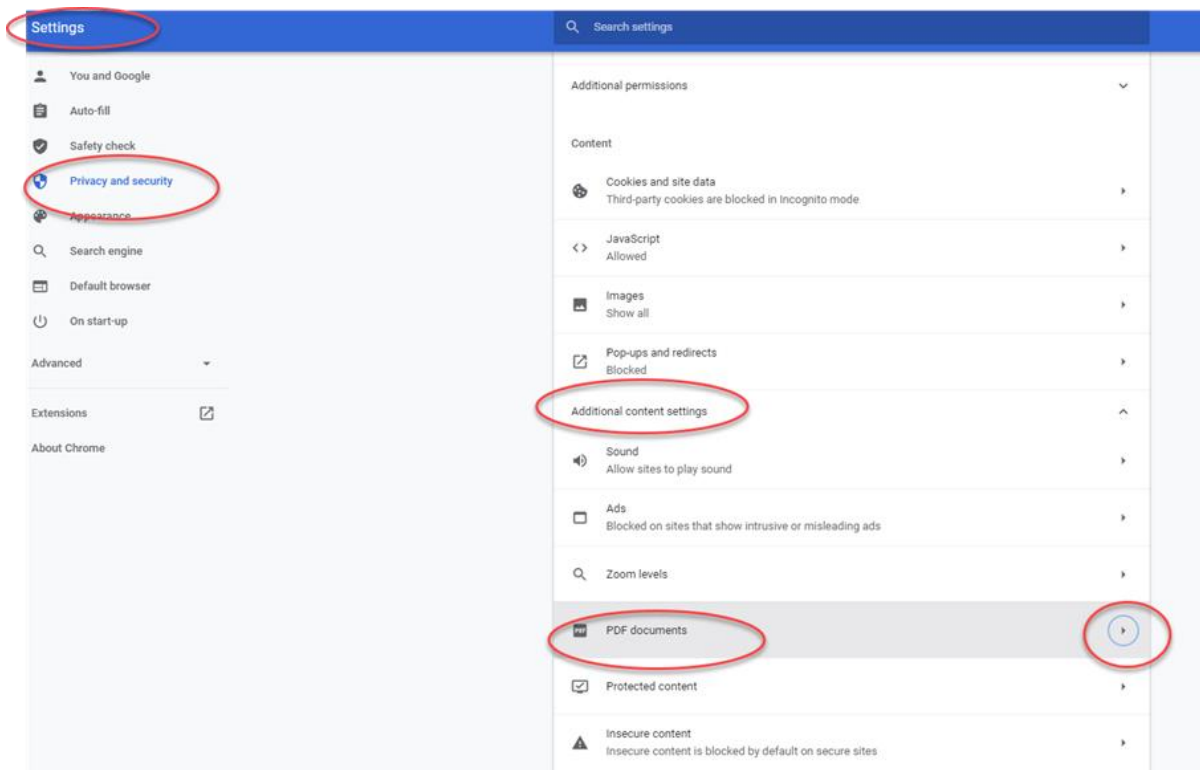 Settings
Search settings
You and Google
Auto-fill
Safety check
Privacy and security
Appearance
Search engine
Default browser
On start-up
Advanced
Extensions
About Chrome
Additional permissions
Content
Cookies and site data
Third-party cookies are blocked in Incognito mode
JavaScript
Allowed
Images
Show all
Pop-ups and redirects
Blocked
Additional content settings
Sound
Allow sites to play sound
Ads
Blocked on sites that show intrusive or misleading ads
Zoom levels
PDF
PDF documents
Protected content
Insecure content
Insecure content is blocked by default on secure sites